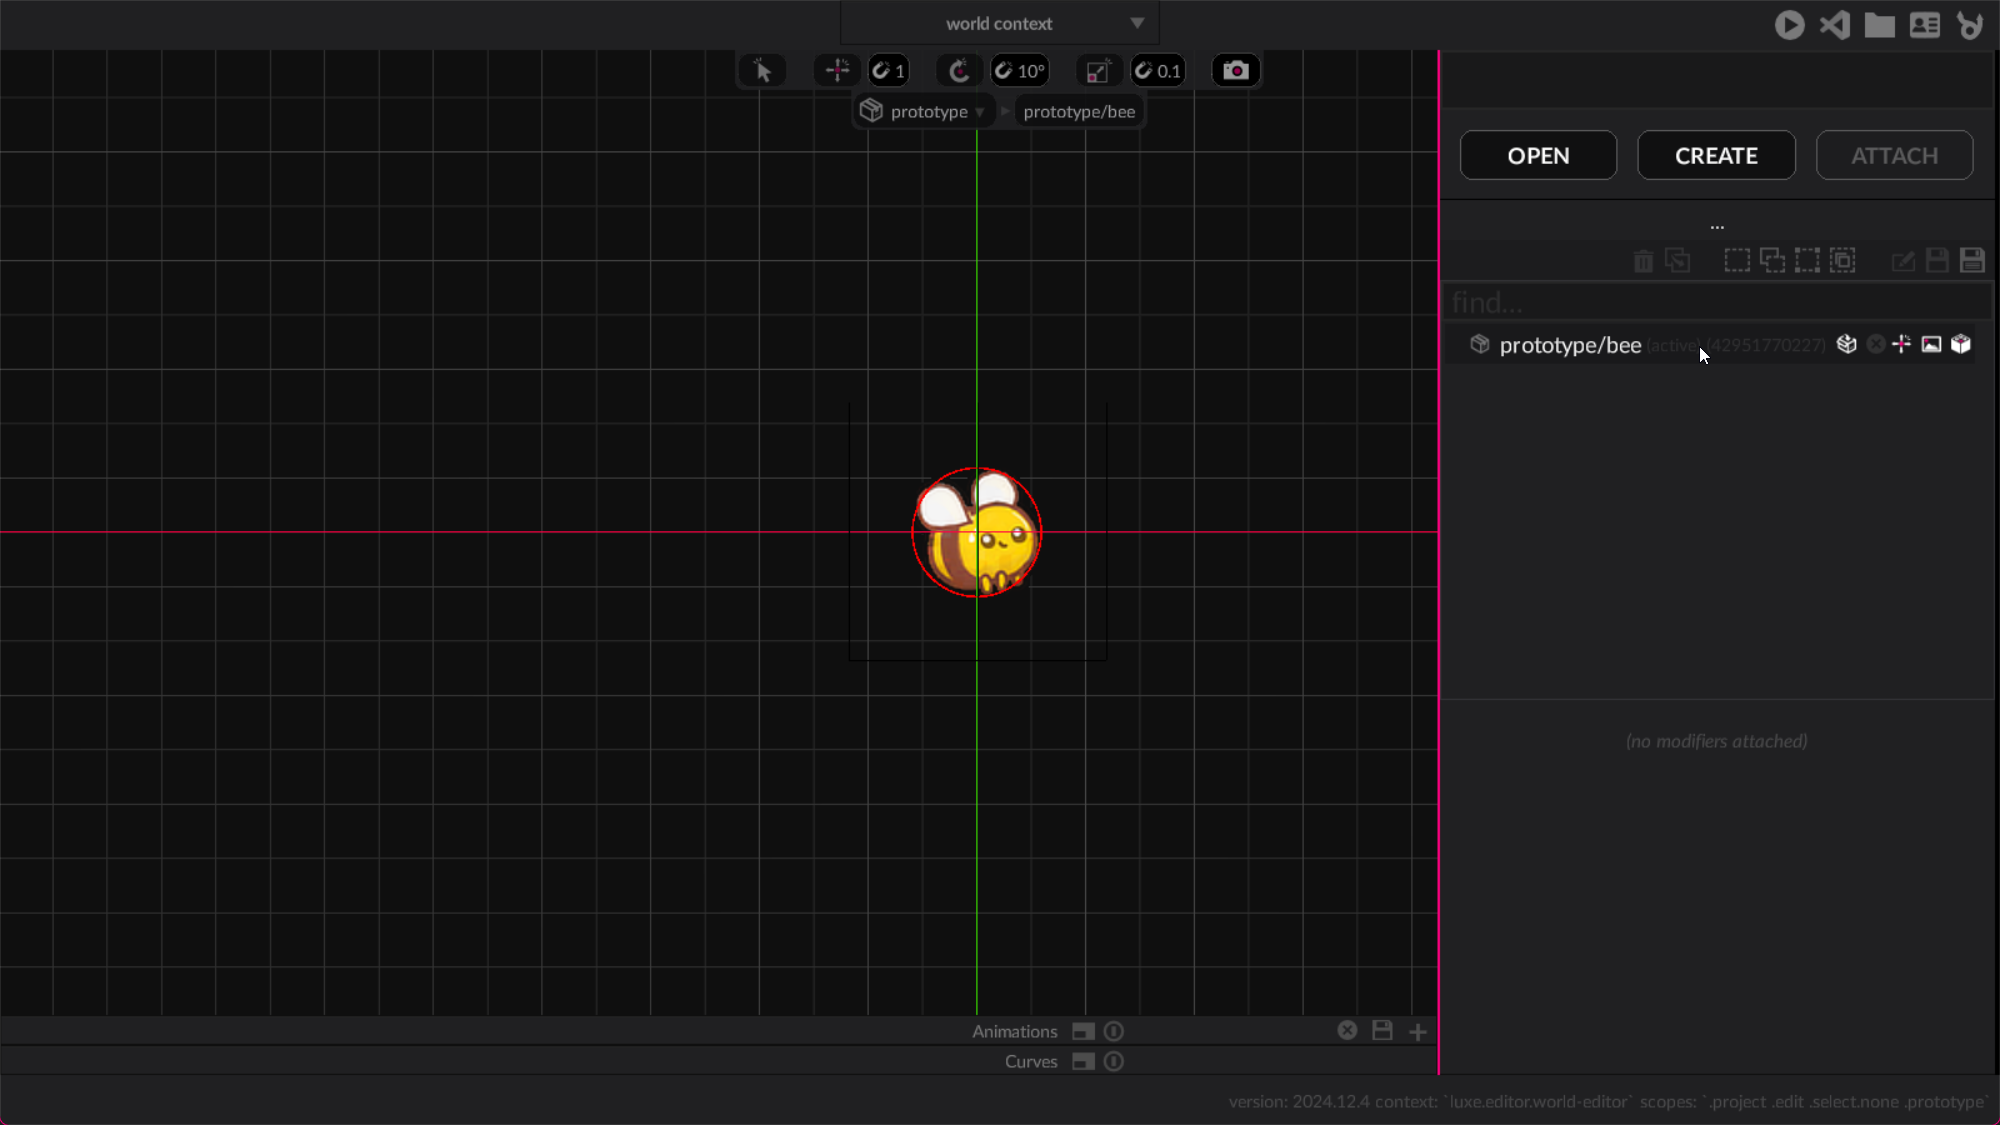 world context
1
10°
0.1
prototype
prototype/bee
OPEN
CREATE
ATTACH
...
find...
prototype/bee (active) (42951770227)
(no modifiers attached)
Animations
Curves
version: 2024.12.4 context: `luxe.editor.world-editor` scopes: `.project .edit .select.none .prototype`